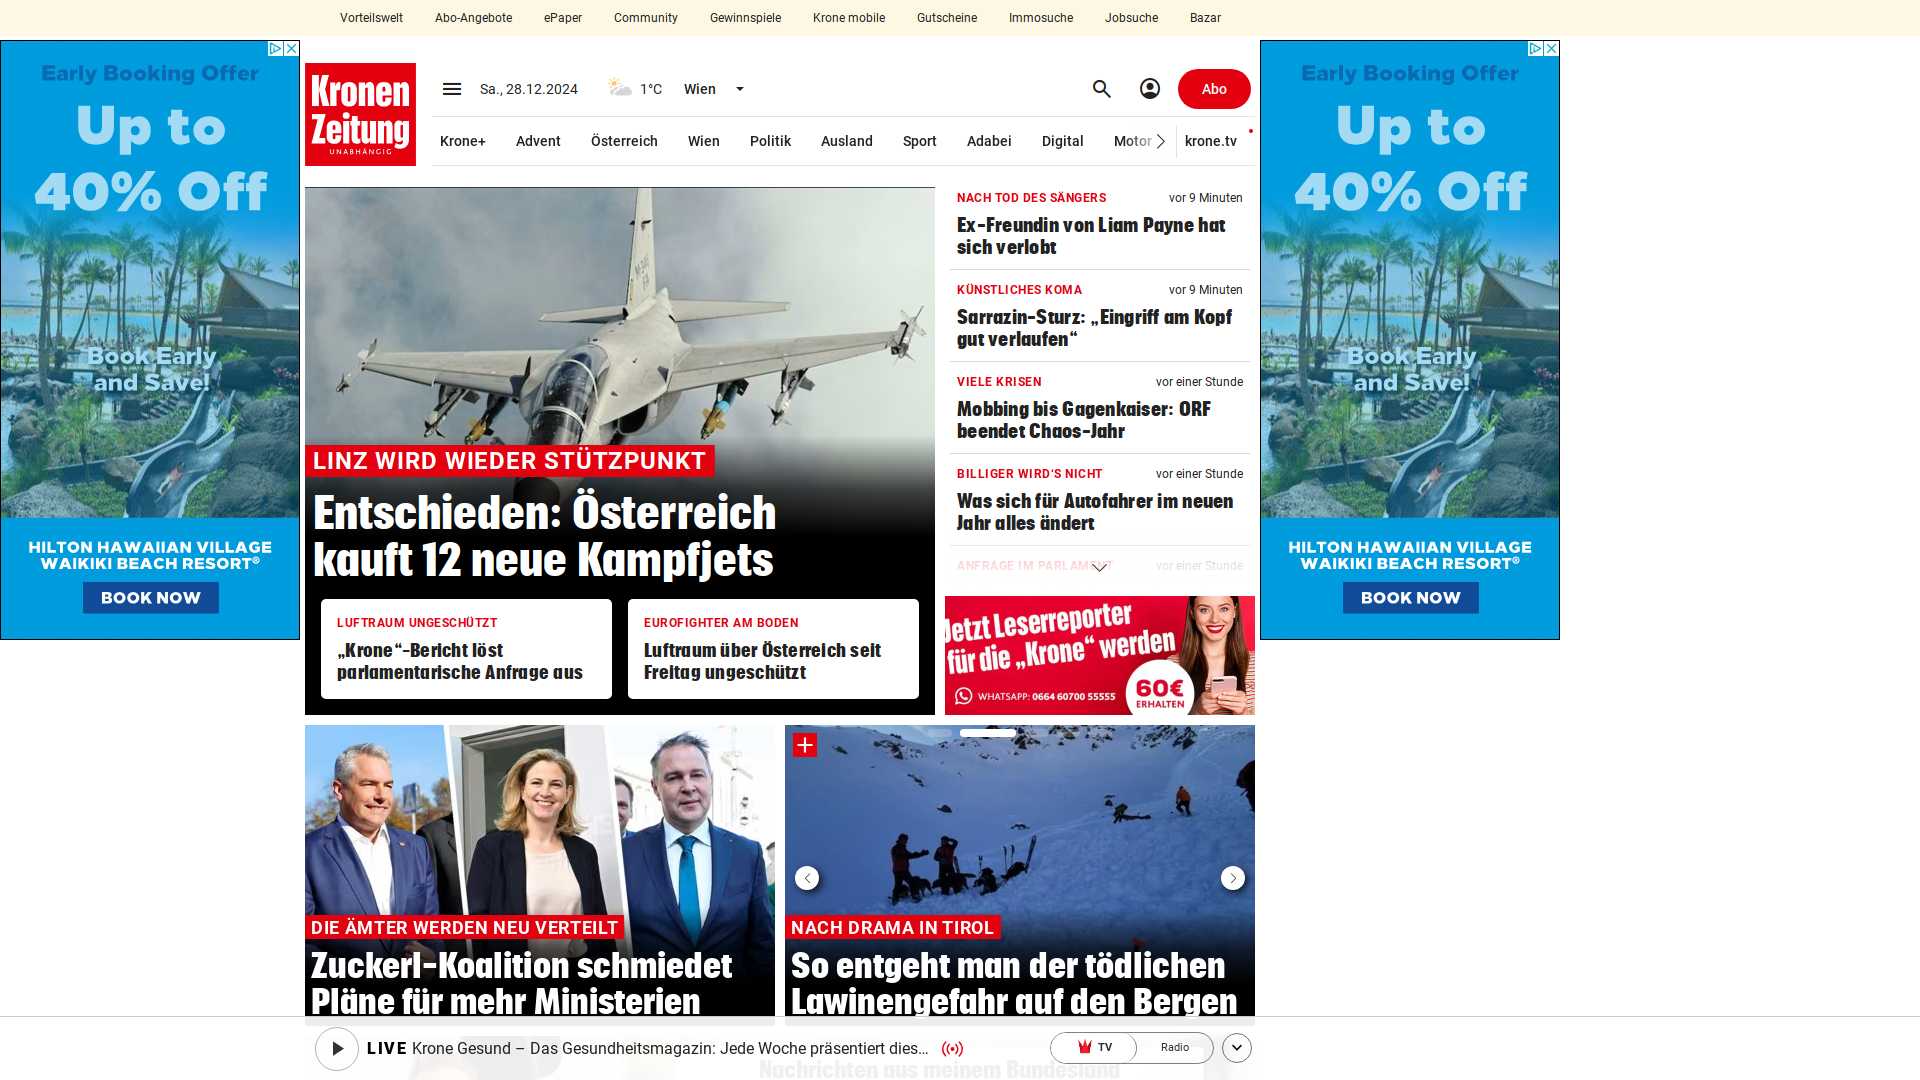 Vorteilswelt
Abo-Angebote
ePaper
Community
Gewinnspiele
Krone mobile
Gutscheine
Immosuche
Jobsuche
Bazar
Early Booking Offer
Up to
40% Off
Book Early
and Save!
HILTON HAWAIIAN VILLAGE
WAIKIKI BEACH RESORT®
BOOK NOW
Kronen
Zeitung
UNABHÄNGIG
Sa., 28.12.2024
1°C
Wien
Abo
Krone+
Advent
Österreich
Wien
Politik
Ausland
Sport
Adabei
Digital
Motor
krone.tv
LINZ WIRD WIEDER STÜTZPUNKT
Entschieden: Österreich
kauft 12 neue Kampfjets
LUFTRAUM UNGESCHÜTZT
„Krone“-Bericht löst
parlamentarische Anfrage aus
EUROFIGHTER AM BODEN
Luftraum über Österreich seit
Freitag ungeschützt
NACH TOD DES SÄNGERS
vor 9 Minuten
Ex-Freundin von Liam Payne hat
sich verlobt
KÜNSTLICHES KOMA
vor 9 Minuten
Sarrazin-Sturz: „Eingriff am Kopf
gut verlaufen“
VIELE KRISEN
vor einer Stunde
Mobbing bis Gagenkaiser: ORF
beendet Chaos-Jahr
BILLIGER WIRD’S NICHT
vor einer Stunde
Was sich für Autofahrer im neuen
Jahr alles ändert
ANFRAGE IM PARLAMENT
vor einer Stunde
Jetzt Leserreporter
für die „Krone“ werden
WHATSAPP: 0664 60700 55555
60€
ERHALTEN
Early Booking Offer
Up to
40% Off
Book Early
and Save!
HILTON HAWAIIAN VILLAGE
WAIKIKI BEACH RESORT®
BOOK NOW
DIE ÄMTER WERDEN NEU VERTEILT
Zuckerl-Koalition schmiedet
Pläne für mehr Ministerien
NACH DRAMA IN TIROL
So entgeht man der tödlichen
Lawinengefahr auf den Bergen
LIVE Krone Gesund – Das Gesundheitsmagazin: Jede Woche präsentiert dies...
TV
Radio
Nachrichten aus meinem Bundesland